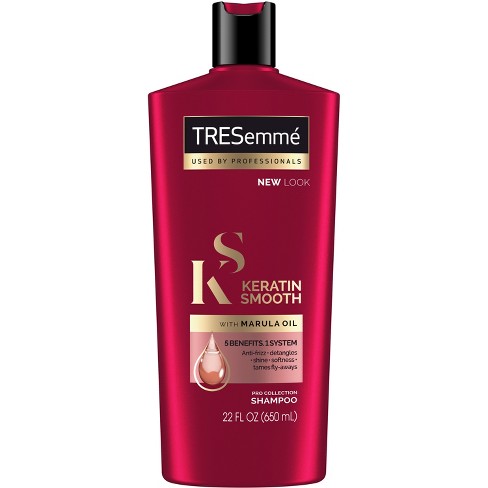 TRESemmé
USED BY PROFESSIONALS
NEW LOOK
KS
KERATIN
SMOOTH
WITH MARULA OIL
5 BENEFITS, 1 SYSTEM
Anti-frizz • detangles
• shine • softness •
tames fly-aways
PRO COLLECTION
SHAMPOO
22 FL OZ (650 mL)